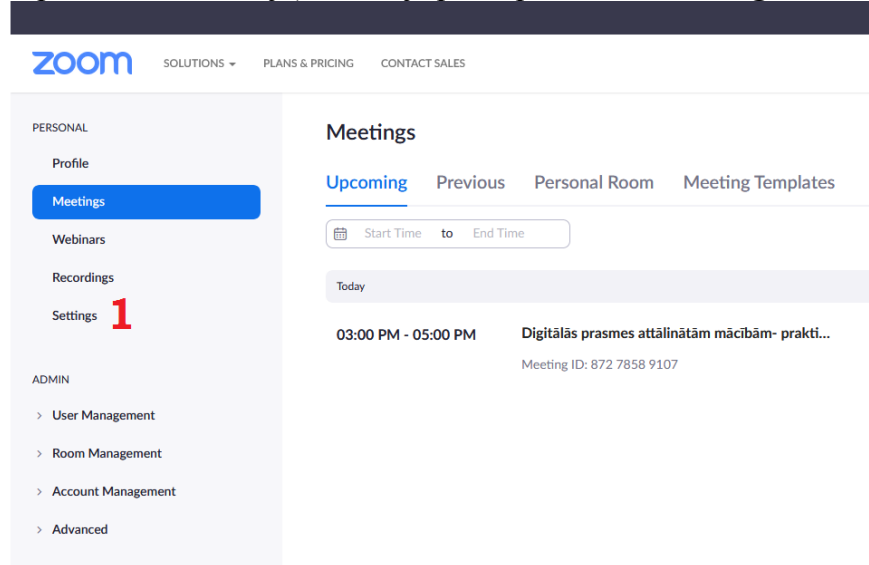 zoom SOLUTIONS PLANS & PRICING CONTACT SALES
PERSONAL
Profile
Meetings
Webinars
Recordings
Settings 1
ADMIN
User Management
Room Management
Account Management
Advanced
Meetings
Upcoming Previous Personal Room Meeting Templates
Start Time to End Time
Today
03:00 PM - 05:00 PM Digitālās prasmes attālinātām mācībām- prakti...
Meeting ID: 872 7858 9107